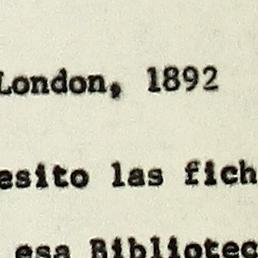 London, 1892
esito las fich
esa Bibliotec